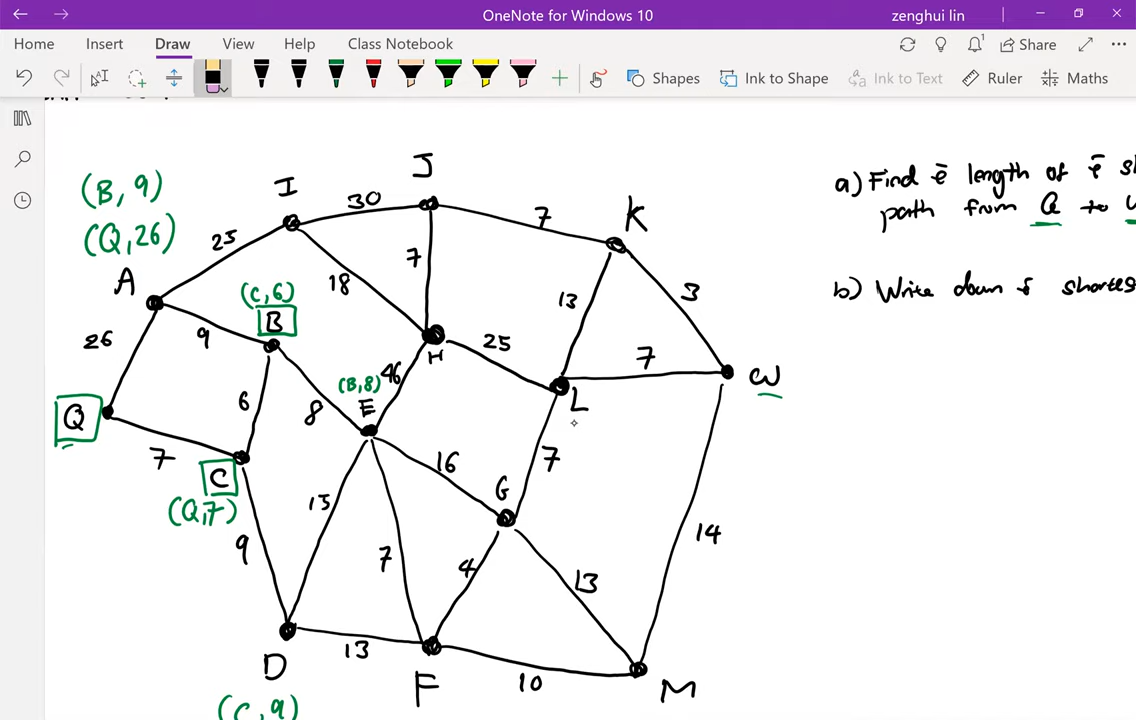 OneNote for Windows 10
zenghui lin
Home Insert Draw View Help Class Notebook
Share
Shapes Ink to Shape Ink to Text Ruler Maths
a) Find ē length of ē s
path from Q to
b) Write down shortes
(B, 9)
(Q, 26)
I 30 J
25 7 K
A 18 7
(C, 6) 13 3
B
26 9 H 25 7 W
(B,8) 46
E L
Q 6 8
7 16 7
C G
(Q,7) 15
9 7 4 13 14
D 13 F 10 M
(C, 9)